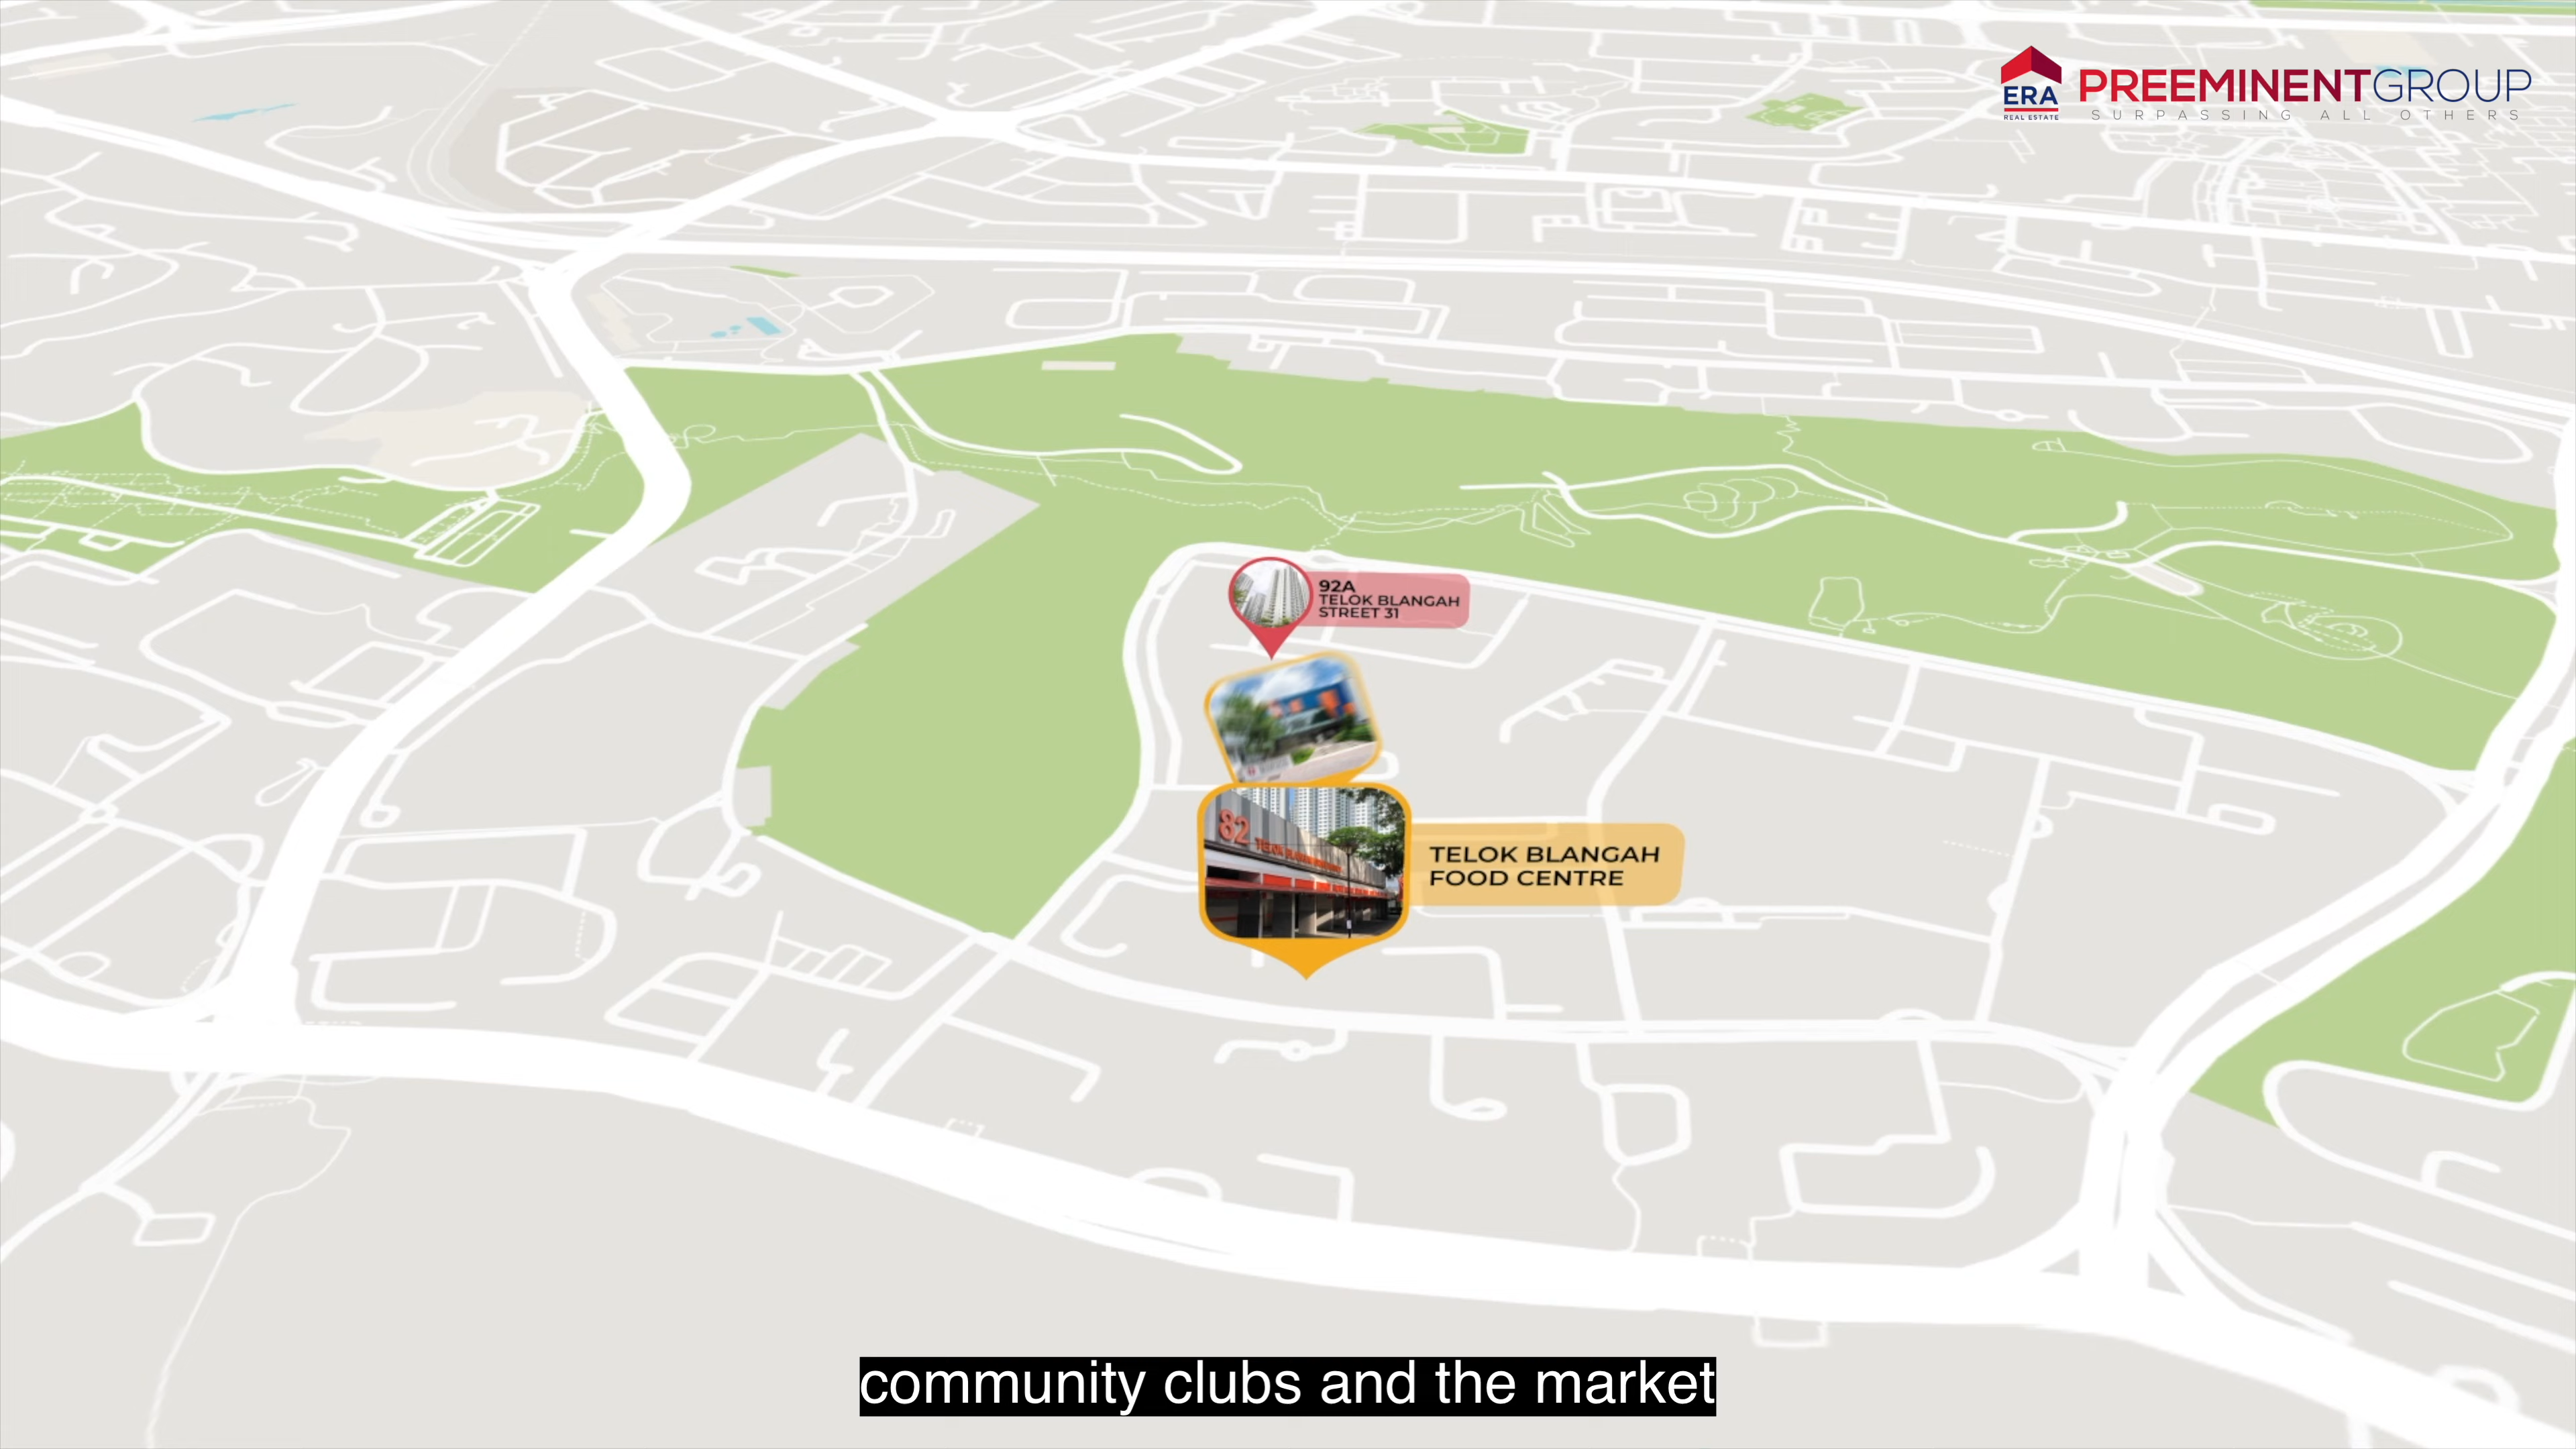 ERA
REAL ESTATE
PREEMINENTGROUP
SURPASSING ALL OTHERS
92A
TELOK BLANGAH
STREET 31
82
TELOK BLANGAH
FOOD CENTRE
community clubs and the market